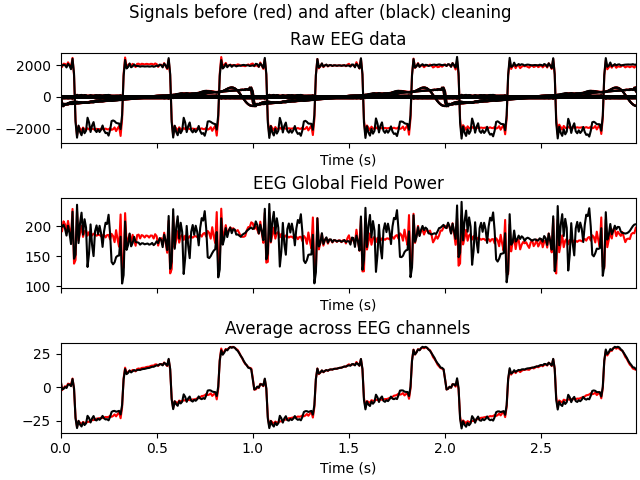 Signals before (red) and after (black) cleaning
Raw EEG data
2000
0
−2000
Time (s)
EEG Global Field Power
200
150
100
Time (s)
Average across EEG channels
25
0
−25
0.0 0.5 1.0 1.5 2.0 2.5
Time (s)